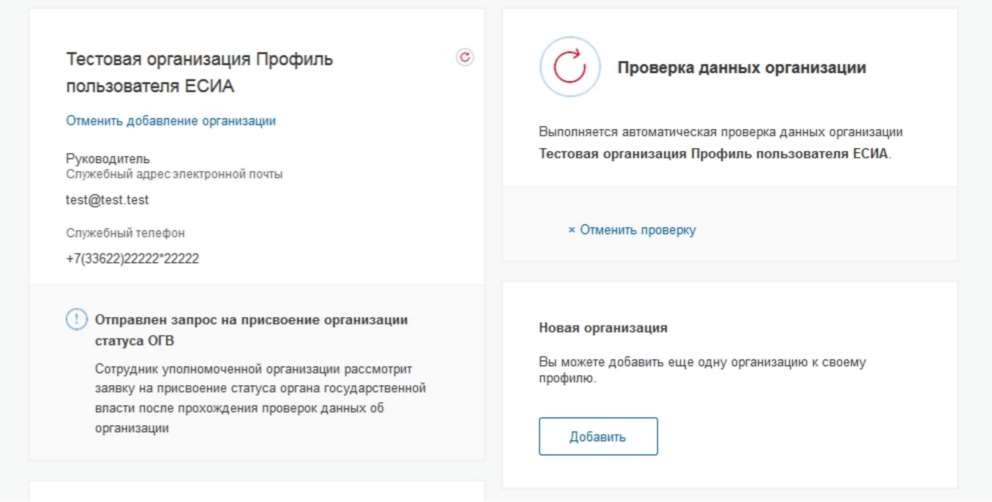 Тестовая организация Профиль
пользователя ЕСИА
Отменить добавление организации
Руководитель
Служебный адрес электронной почты
test@test.test
Служебный телефон
+7(33622)22222*22222
Отправлен запрос на присвоение организации
статуса ОГВ
Сотрудник уполномоченной организации рассмотрит
заявку на присвоение статуса органа государственной
власти после прохождения проверок данных об
организации
Проверка данных организации
Выполняется автоматическая проверка данных организации
Тестовая организация Профиль пользователя ЕСИА.
× Отменить проверку
Новая организация
Вы можете добавить еще одну организацию к своему
профилю.
Добавить